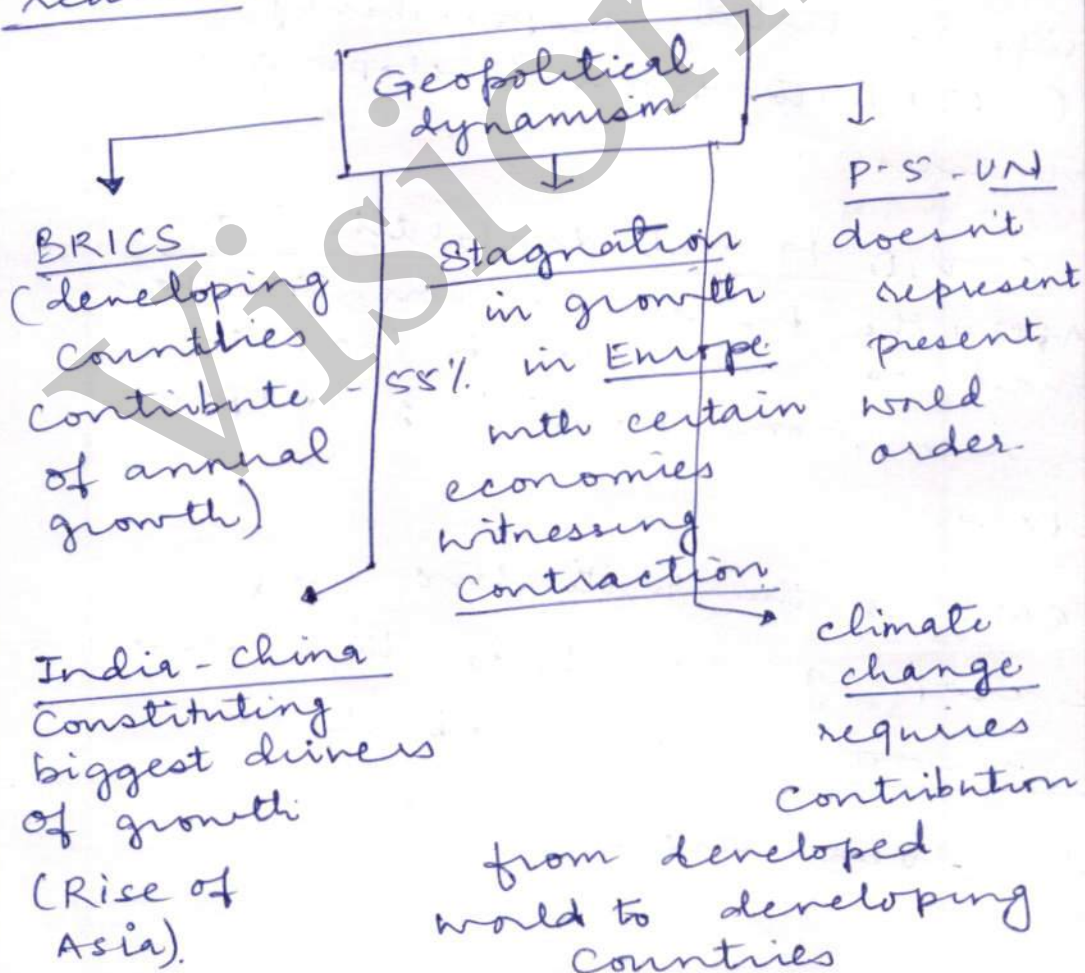 Geopolitical
dynamism
BRICS
(developing
countries
contribute - 55%
of annual
growth)
Stagnation
in growth
in Europe
with certain
economies
witnessing
contraction
P-5-UN
doesn't
represent
present
world
order.
India - China
Constituting
biggest drivers
of growth
(Rise of
Asia).
climate
change
requires
contribution
from developed
world to developing
countries
Vision